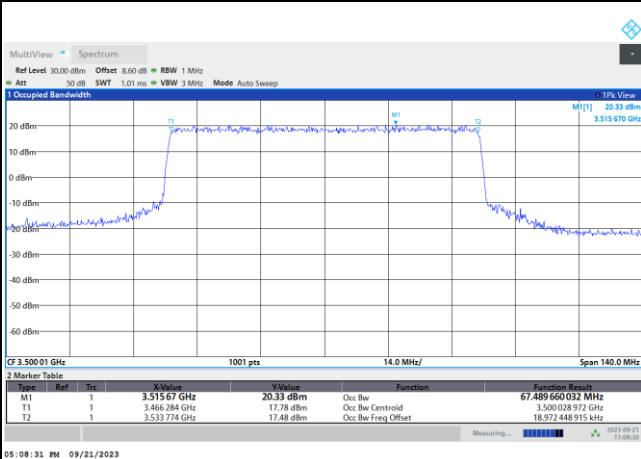 MultiView Spectrum
Ref Level 30.00 dBm Offset 8.60 dB RBW 1 MHz
Att 50 dB SWT 1.01 ms VBW 3 MHz Mode Auto Sweep
1 Occupied Bandwidth 1Pk View
M1[1] 20.33 dBm
3.515 670 GHz
T1 M1 T2
20 dBm
10 dBm
0 dBm
-10 dBm
-20 dBm
-30 dBm
-40 dBm
-50 dBm
-60 dBm
CF 3.500 01 GHz 1001 pts 14.0 MHz/ Span 140.0 MHz
2 Marker Table
Type Ref Trc X-Value Y-Value Function Function Result
M1 1 3.515 67 GHz 20.33 dBm Occ Bw 67.489 660 032 MHz
T1 1 3.466 284 GHz 17.78 dBm Occ Bw Centroid 3.500 028 972 GHz
T2 1 3.533 774 GHz 17.48 dBm Occ Bw Freq Offset 18.972 448 915 kHz
Measuring... 2023-09-27
17:08:30
05:08:31 PM 09/21/2023